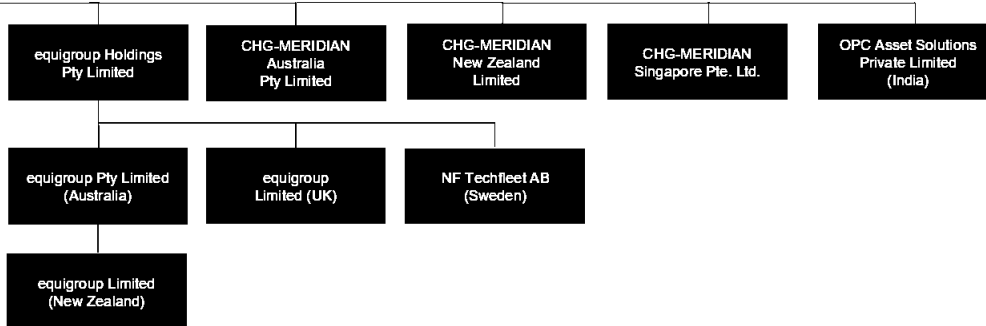 equigroup Holdings
Pty Limited
CHG-MERIDIAN
Australia
Pty Limited
CHG-MERIDIAN
New Zealand
Limited
CHG-MERIDIAN
Singapore Pte. Ltd.
OPC Asset Solutions
Private Limited
(India)
equigroup Pty Limited
(Australia)
equigroup
Limited (UK)
NF Techfleet AB
(Sweden)
equigroup Limited
(New Zealand)